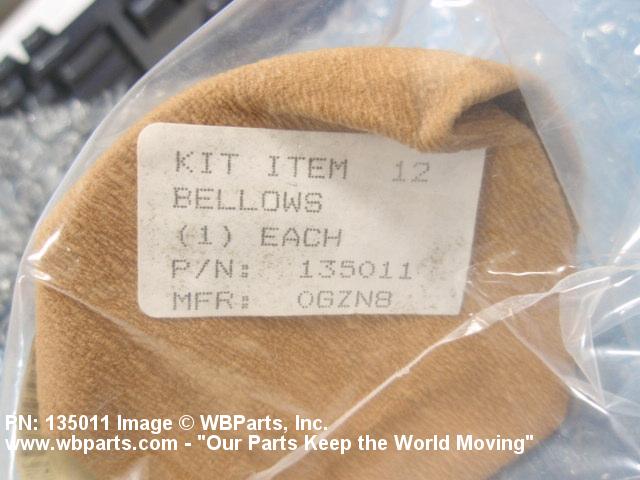 KIT ITEM 12
BELLOWS
(1) EACH
P/N: 135011
MFR: OGZN8
PN: 135011 Image © WBParts, Inc.
www.wbparts.com - "Our Parts Keep the World Moving"